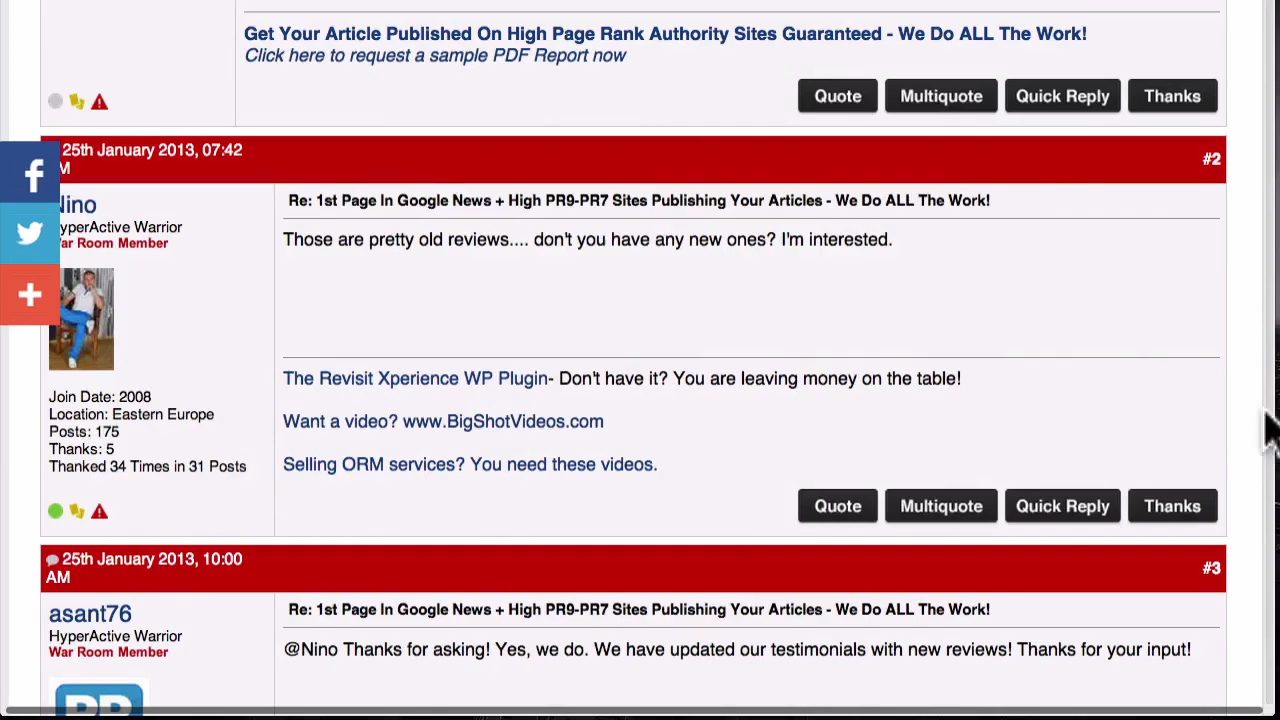 Get Your Article Published On High Page Rank Authority Sites Guaranteed - We Do ALL The Work!
Click here to request a sample PDF Report now
Quote Multiquote Quick Reply Thanks
25th January 2013, 07:42
#2
Re: 1st Page In Google News + High PR9-PR7 Sites Publishing Your Articles - We Do ALL The Work!
Nino
HyperActive Warrior
War Room Member
Those are pretty old reviews.... don't you have any new ones? I'm interested.
Join Date: 2008
Location: Eastern Europe
Posts: 175
Thanks: 5
Thanked 34 Times in 31 Posts
The Revisit Xperience WP Plugin- Don't have it? You are leaving money on the table!
Want a video? www.BigShotVideos.com
Selling ORM services? You need these videos.
Quote Multiquote Quick Reply Thanks
25th January 2013, 10:00
AM
#3
asant76
HyperActive Warrior
War Room Member
Re: 1st Page In Google News + High PR9-PR7 Sites Publishing Your Articles - We Do ALL The Work!
@Nino Thanks for asking! Yes, we do. We have updated our testimonials with new reviews! Thanks for your input!